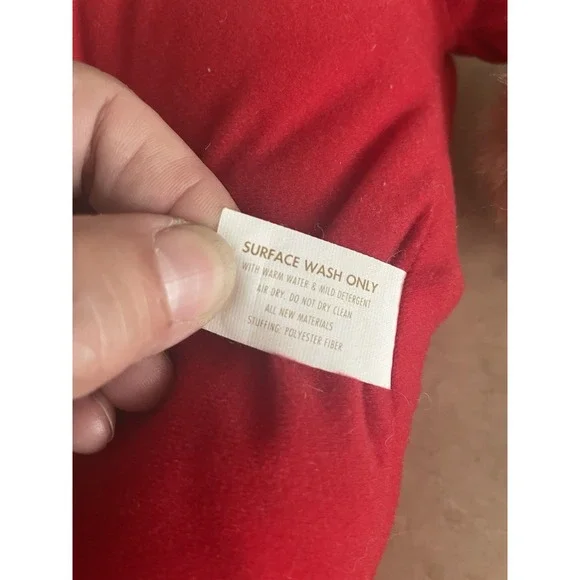 SURFACE WASH ONLY
WITH WARM WATER & MILD DETERGENT
AIR DRY. DO NOT DRY CLEAN
ALL NEW MATERIALS
STUFFING: POLYESTER FIBER